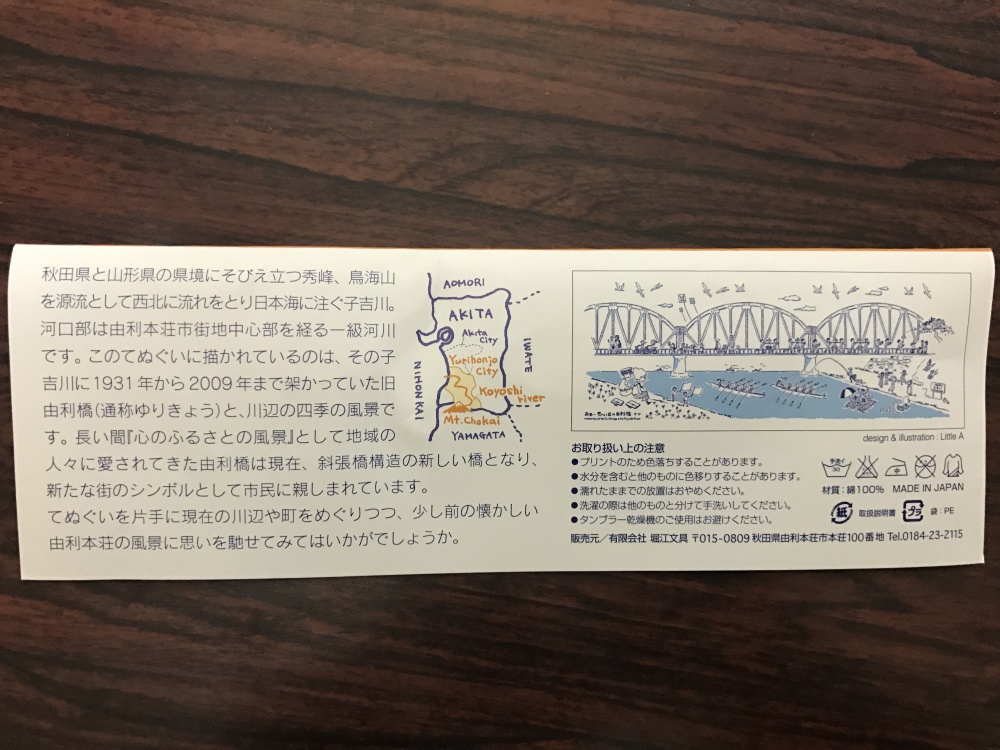 秋田県と山形県の県境にそびえ立つ秀峰、鳥海山
を源流として西北に流れをとり日本海に注ぐ子吉川。
河口部は由利本荘市街地中心部を経る一級河川
です。このてぬぐいに描かれているのは、その子
吉川に1931年から2009年まで架かっていた旧
由利橋(通称ゆりきょう)と、川辺の四季の風景で
す。長い間『心のふるさとの風景』として地域の
人々に愛されてきた由利橋は現在、斜張橋構造の新しい橋となり、
新たな街のシンボルとして市民に親しまれています。
てぬぐいを片手に現在の川辺や町をめぐりつつ、少し前の懐かしい
由利本荘の風景に思いを馳せてみてはいかがでしょうか。
AOMORI
AKITA
Akita
City
IWATE
Yurihonjo
City
NIHON KAI
Koyoshi
river
Mt.Chokai
YAMAGATA
design & illustration : Little A
お取り扱い上の注意
●プリントのため色落ちすることがあります。
●水分を含むと他のものに色移りすることがあります。
●濡れたままでの放置はおやめください。
●洗濯の際は他のものと分けて手洗いしてください。
●タンブラー乾燥機のご使用はお避けください。
手洗イ
30
材質:綿100% MADE IN JAPAN
紙 取扱説明書 プラ 袋:PE
販売元/有限会社 堀江文具 〒015-0809 秋田県由利本荘市本荘100番地 Tel.0184-23-2115